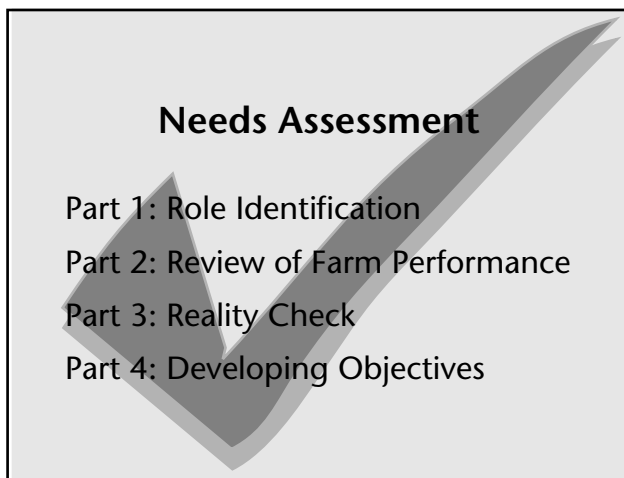 Needs Assessment
Part 1: Role Identification
Part 2: Review of Farm Performance
Part 3: Reality Check
Part 4: Developing Objectives